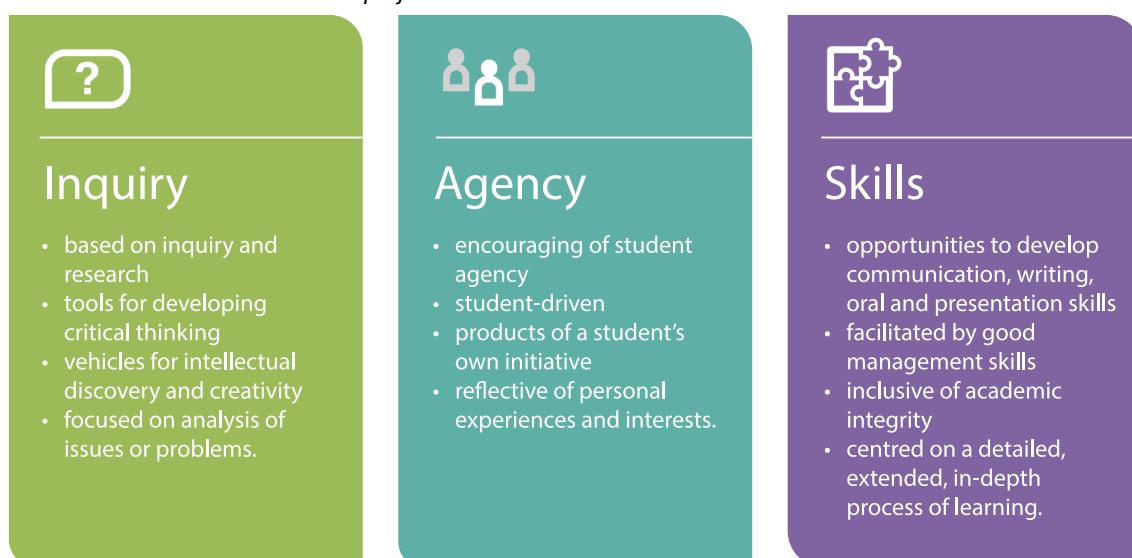 ?
Inquiry
• based on inquiry and
research
• tools for developing
critical thinking
• vehicles for intellectual
discovery and creativity
• focused on analysis of
issues or problems.
Agency
• encouraging of student
agency
• student-driven
• products of a student's
own initiative
• reflective of personal
experiences and interests.
Skills
• opportunities to develop
communication, writing,
oral and presentation skills
• facilitated by good
management skills
• inclusive of academic
integrity
• centred on a detailed,
extended, in-depth
process of learning.